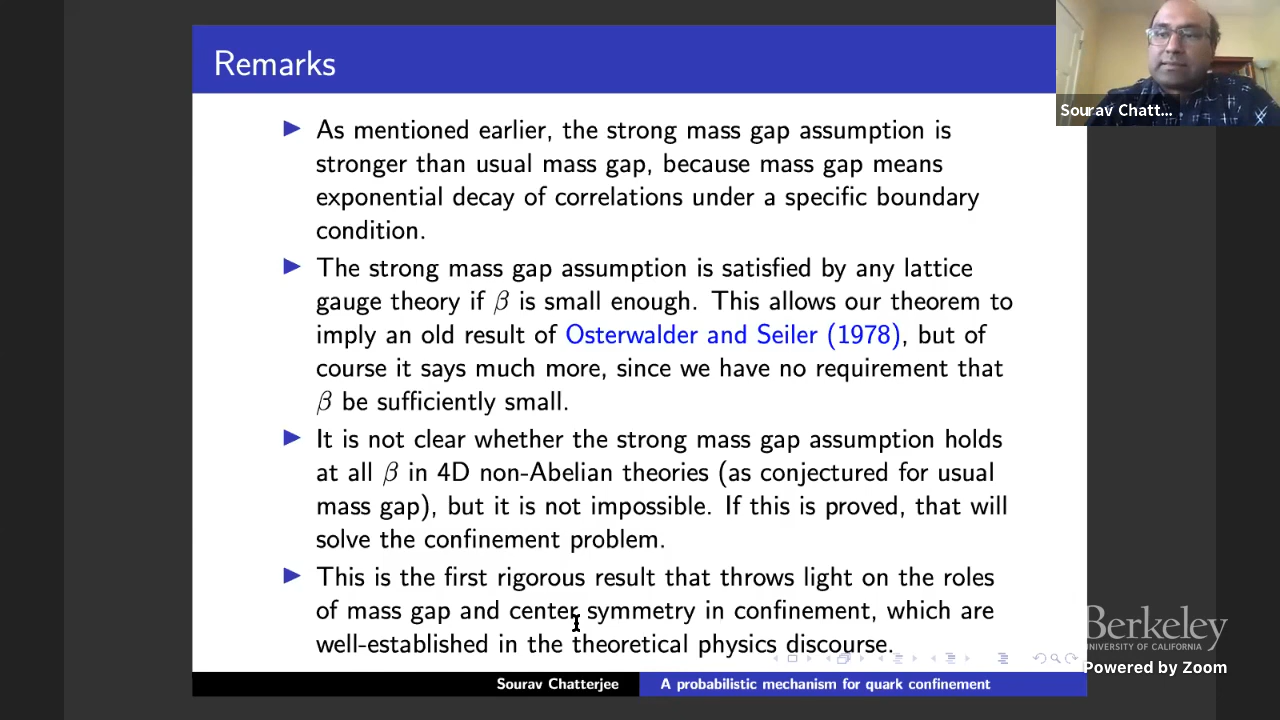 Remarks
Sourav Chatt...
▶ As mentioned earlier, the strong mass gap assumption is
stronger than usual mass gap, because mass gap means
exponential decay of correlations under a specific boundary
condition.
▶ The strong mass gap assumption is satisfied by any lattice
gauge theory if β is small enough. This allows our theorem to
imply an old result of Osterwalder and Seiler (1978), but of
course it says much more, since we have no requirement that
β be sufficiently small.
▶ It is not clear whether the strong mass gap assumption holds
at all β in 4D non-Abelian theories (as conjectured for usual
mass gap), but it is not impossible. If this is proved, that will
solve the confinement problem.
▶ This is the first rigorous result that throws light on the roles
of mass gap and center symmetry in confinement, which are
well-established in the theoretical physics discourse.
Berkeley
UNIVERSITY OF CALIFORNIA
Powered by Zoom
Sourav Chatterjee
A probabilistic mechanism for quark confinement